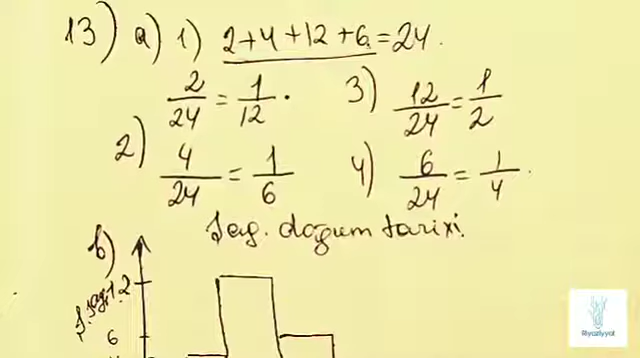 13) a) 1) 2+4+12+6=24.
2/24 = 1/12.
3) 12/24 = 1/2
2) 4/24 = 1/6
4) 6/24 = 1/4.
doğum tarixi.
b)
12
6
Riyaziyyat